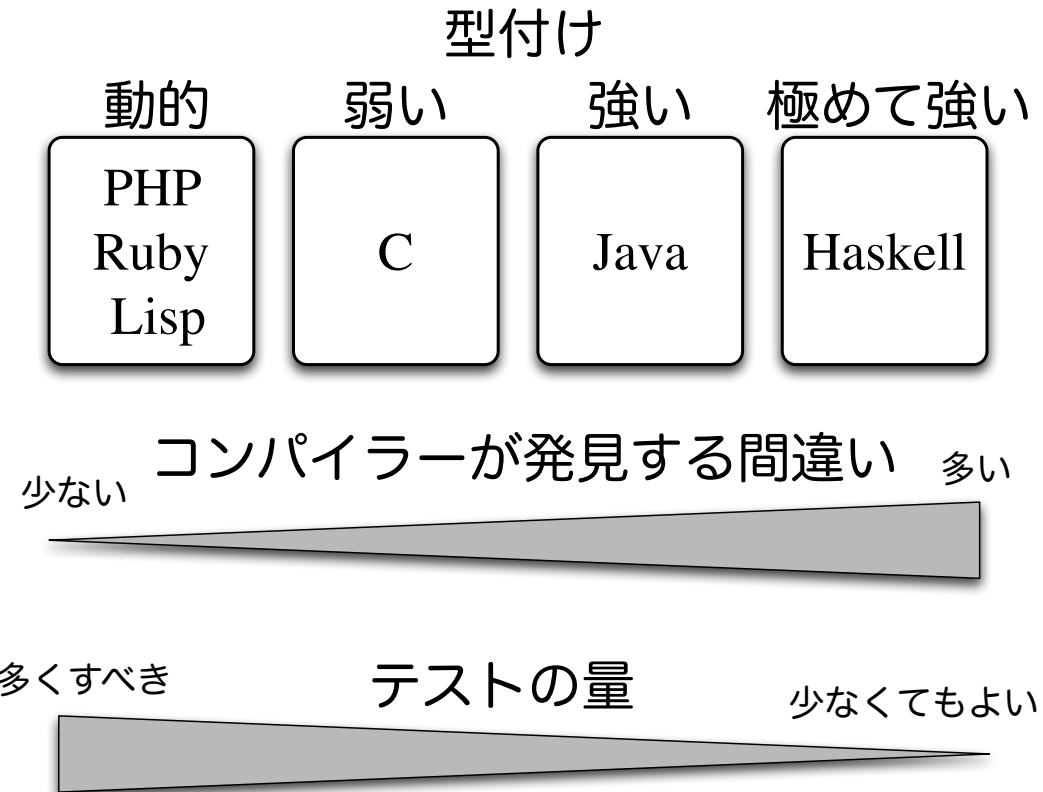 型付け
動的 弱い 強い 極めて強い
PHP
Ruby
Lisp
C
Java
Haskell
コンパイラーが発見する間違い
少ない
多い
テストの量
多くすべき
少なくてもよい